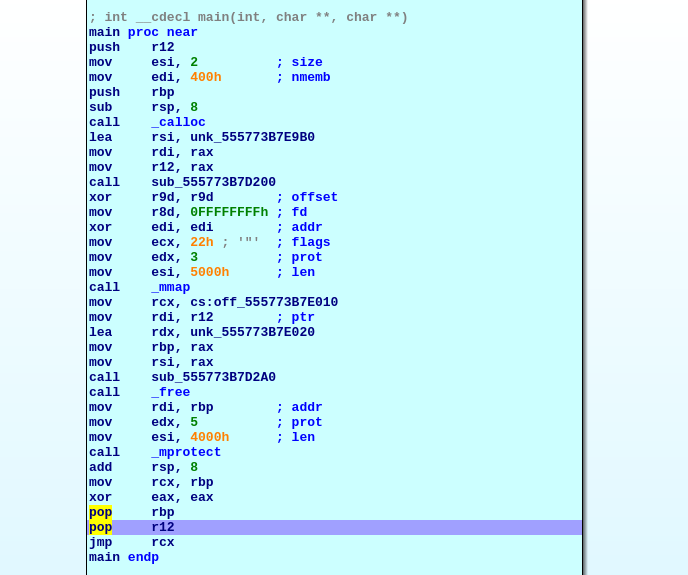 ; int __cdecl main(int, char **, char **)
main proc near
push    r12
mov     esi, 2          ; size
mov     edi, 400h       ; nmemb
push    rbp
sub     rsp, 8
call    _calloc
lea     rsi, unk_555773B7E9B0
mov     rdi, rax
mov     r12, rax
call    sub_555773B7D200
xor     r9d, r9d        ; offset
mov     r8d, 0FFFFFFFFh ; fd
xor     edi, edi        ; addr
mov     ecx, 22h ; '"'  ; flags
mov     edx, 3          ; prot
mov     esi, 5000h      ; len
call    _mmap
mov     rcx, cs:off_555773B7E010
mov     rdi, r12        ; ptr
lea     rdx, unk_555773B7E020
mov     rbp, rax
mov     rsi, rax
call    sub_555773B7D2A0
call    _free
mov     rdi, rbp        ; addr
mov     edx, 5          ; prot
mov     esi, 4000h      ; len
call    _mprotect
add     rsp, 8
mov     rcx, rbp
xor     eax, eax
pop     rbp
pop     r12
jmp     rcx
main endp